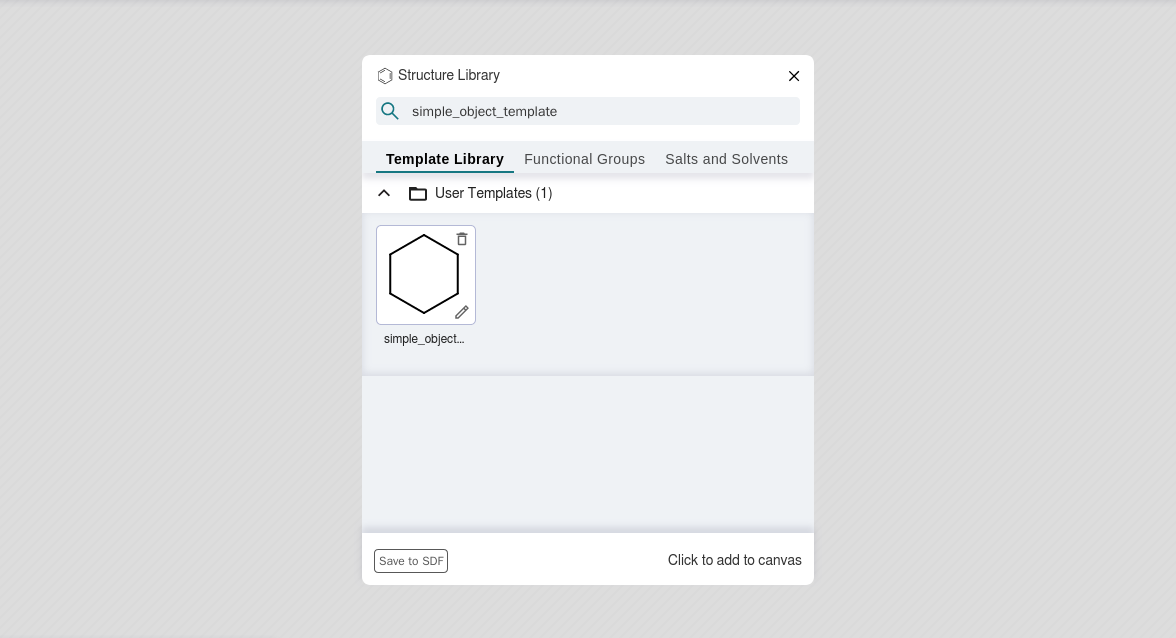 Structure Library
simple_object_template
Template Library Functional Groups Salts and Solvents
User Templates (1)
simple_object...
Save to SDF Click to add to canvas